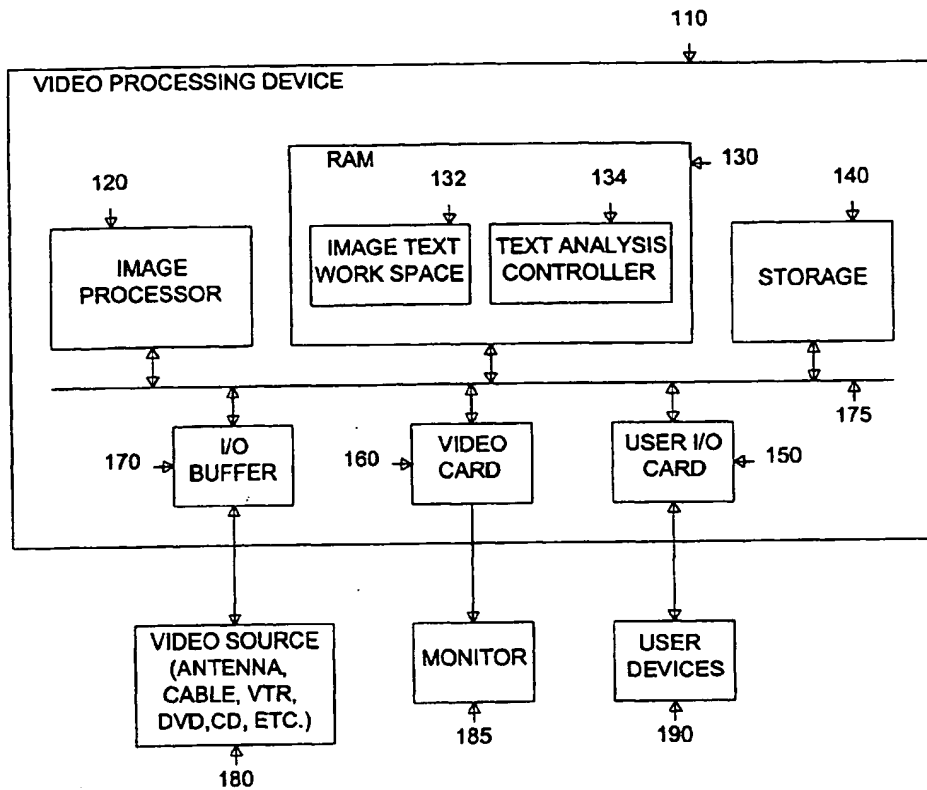 110
VIDEO PROCESSING DEVICE
RAM
130
120
132
134
140
IMAGE
PROCESSOR
IMAGE TEXT
WORK SPACE
TEXT ANALYSIS
CONTROLLER
STORAGE
175
170
I/O
BUFFER
160
VIDEO
CARD
USER I/O
CARD
150
VIDEO SOURCE
(ANTENNA,
CABLE, VTR,
DVD,CD, ETC.)
MONITOR
USER
DEVICES
185
190
180